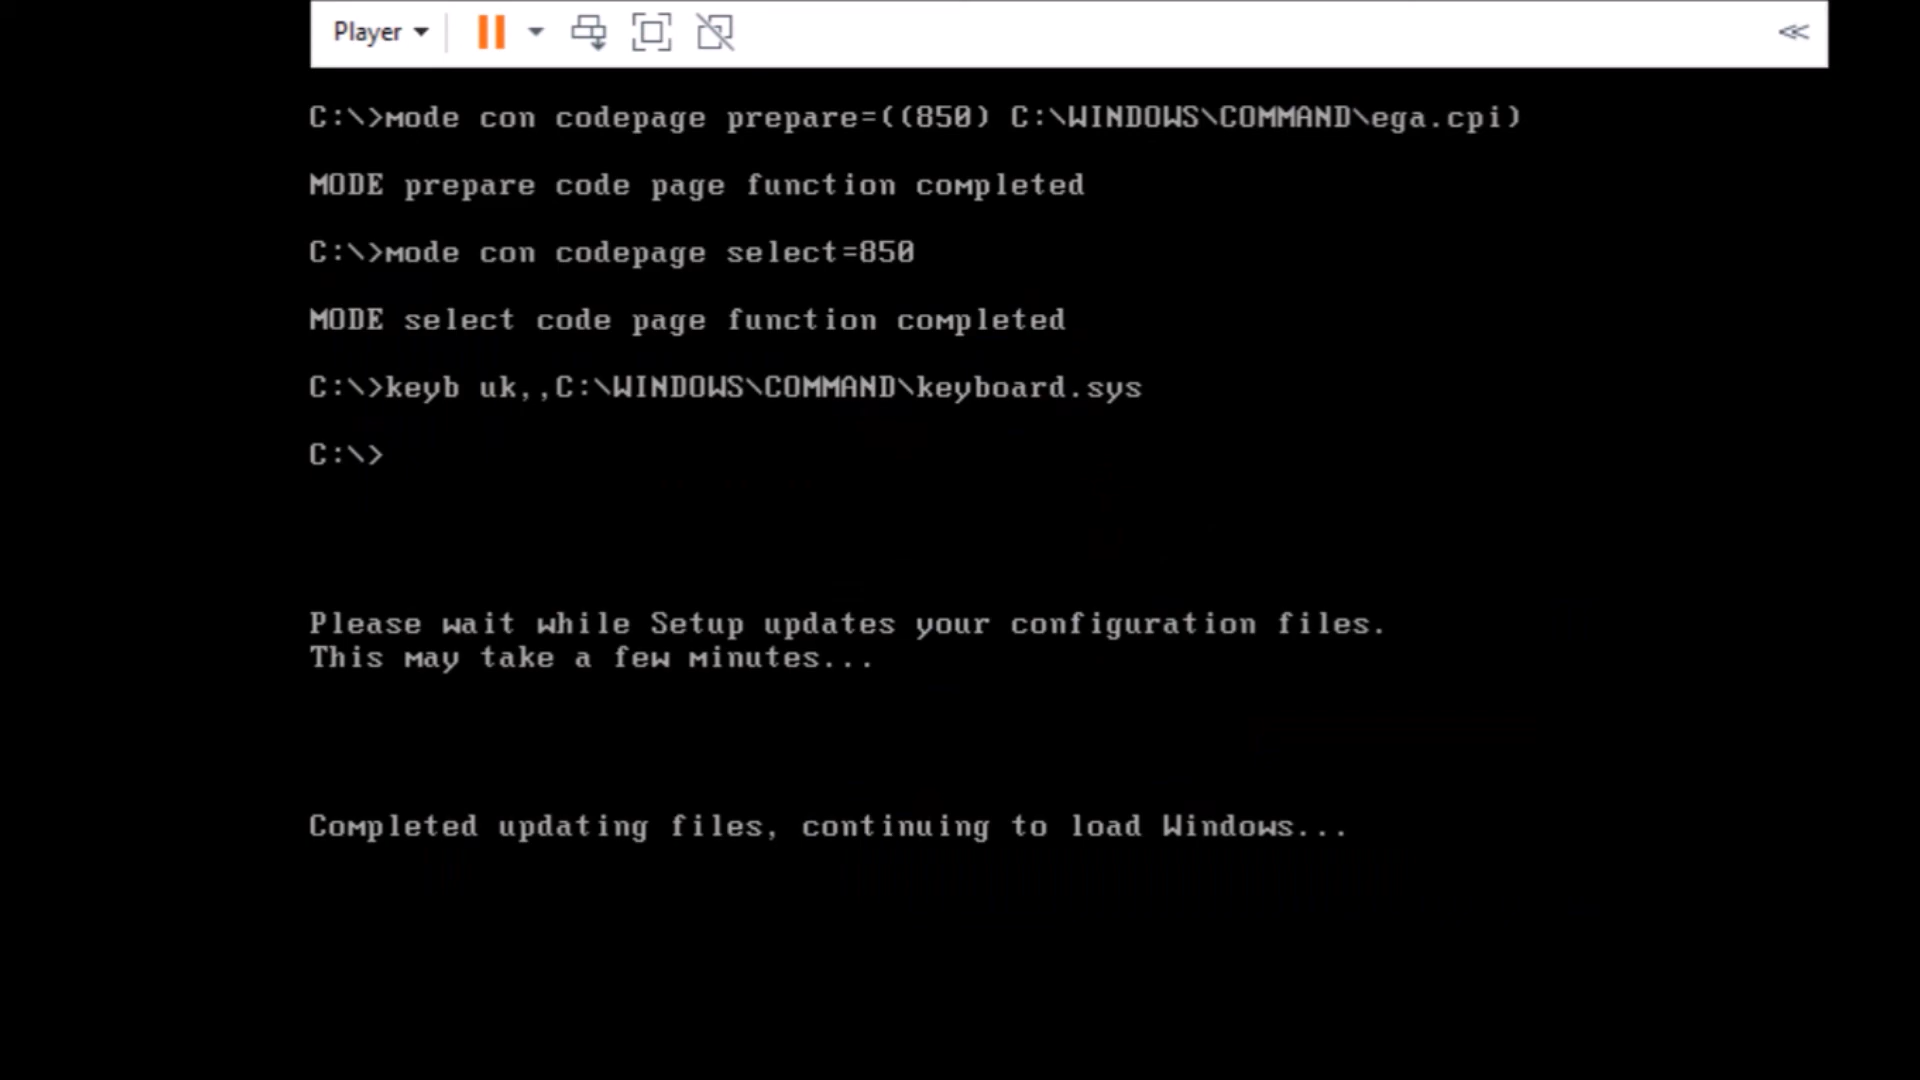 Player
C:\>mode con codepage prepare=((850) C:\WINDOWS\COMMAND\ega.cpi)
MODE prepare code page function completed
C:\>mode con codepage select=850
MODE select code page function completed
C:\>keyb uk,,C:\WINDOWS\COMMAND\keyboard.sys
C:\>
Please wait while Setup updates your configuration files.
This may take a few minutes...
Completed updating files, continuing to load Windows...